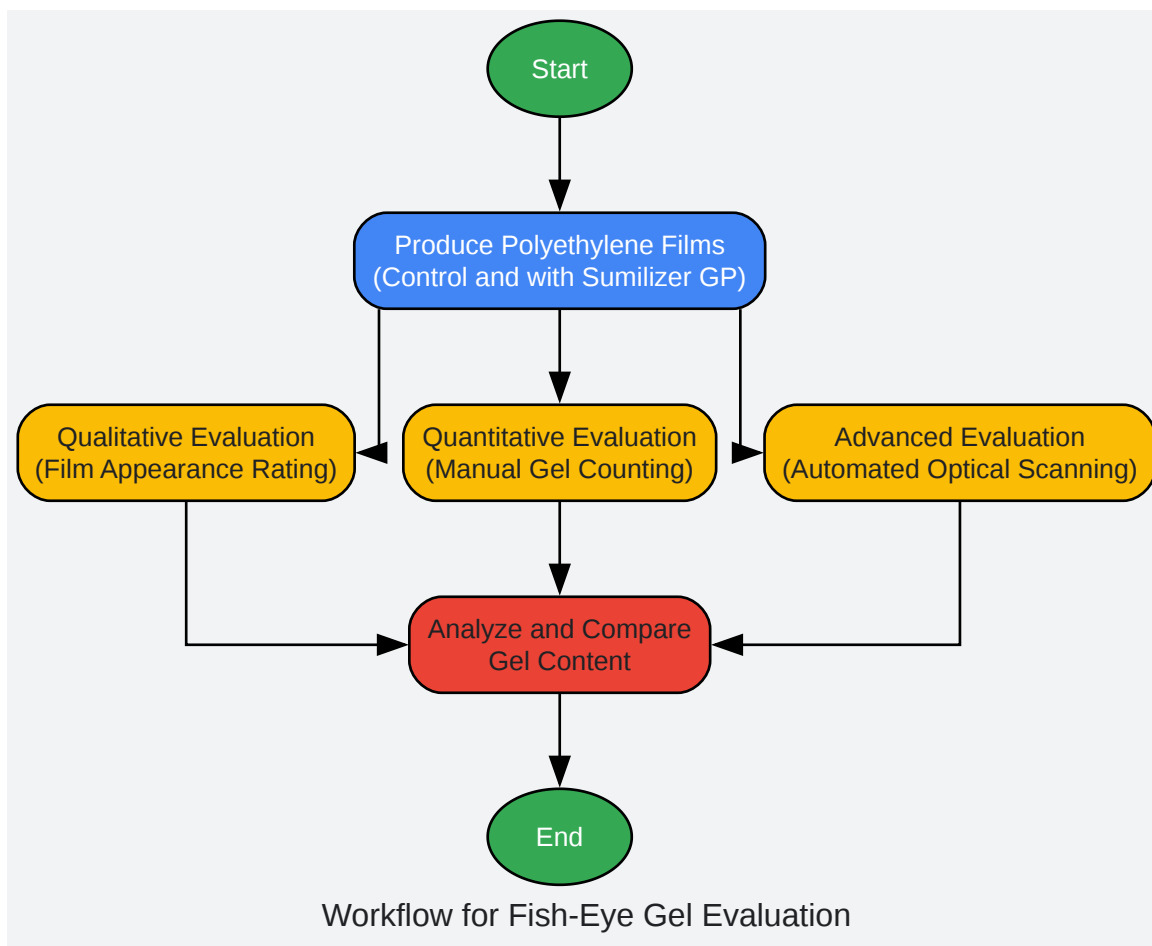 Start
Produce Polyethylene Films
(Control and with Sumilizer GP)
Qualitative Evaluation
(Film Appearance Rating)
Quantitative Evaluation
(Manual Gel Counting)
Advanced Evaluation
(Automated Optical Scanning)
Analyze and Compare
Gel Content
End
Workflow for Fish-Eye Gel Evaluation